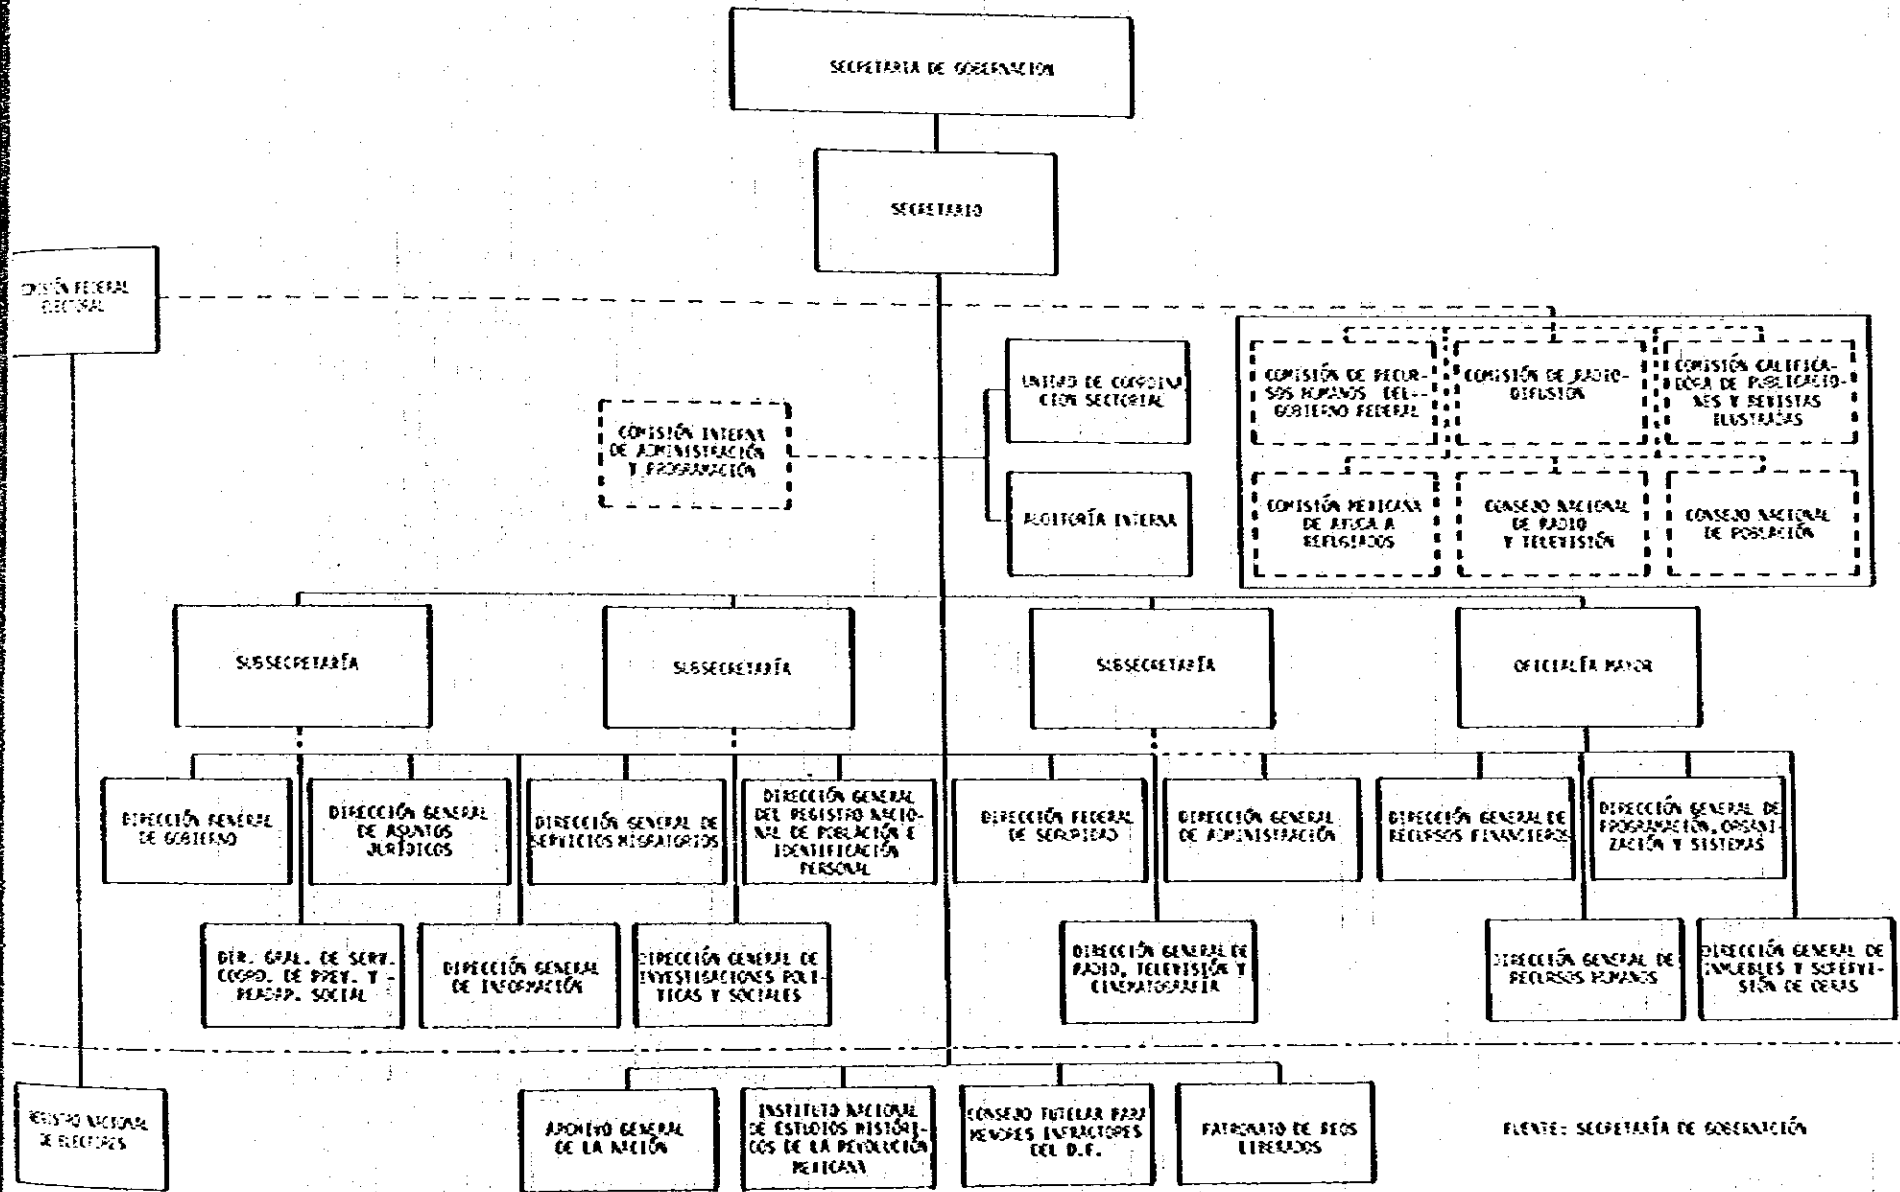 SECRETARÍA DE GOBERNACIÓN
SECRETARIO
FEDERAL
ELECTORAL
UNIDAD DE COORDINA
CIÓN SECTORIAL
COMISIÓN DE RECUR-
SOS HUMANOS DEL--
GOBIERNO FEDERAL
COMISIÓN DE RADIO-
DIFUSIÓN
COMISIÓN CALIFICA-
DORA DE PUBLICACIO-
NES Y REVISTAS
ILUSTRADAS
COMISIÓN INTERNA
DE ADMINISTRACIÓN
Y PROGRAMACIÓN
AUDITORÍA INTERNA
COMISIÓN MEXICANA
DE AYUDA A
REFUGIADOS
CONSEJO NACIONAL
DE RADIO
Y TELEVISIÓN
CONSEJO NACIONAL
DE POBLACIÓN
SUBSECRETARÍA
SUBSECRETARÍA
SUBSECRETARÍA
OFICIALÍA MAYOR
DIRECCIÓN GENERAL
DE GOBIERNO
DIRECCIÓN GENERAL
DE ASUNTOS
JURÍDICOS
DIRECCIÓN GENERAL DE
SERVICIOS MIGRATORIOS
DIRECCIÓN GENERAL
DEL REGISTRO NACIO-
NAL DE POBLACIÓN E
IDENTIFICACIÓN
PERSONAL
DIRECCIÓN FEDERAL
DE SEGURIDAD
DIRECCIÓN GENERAL
DE ADMINISTRACIÓN
DIRECCIÓN GENERAL DE
RECURSOS FINANCIEROS
DIRECCIÓN GENERAL DE
PROGRAMACIÓN, ORGANI-
ZACIÓN Y SISTEMAS
DIR. GRAL. DE SERV.
COORD. DE PREV. Y -
READAP. SOCIAL
DIRECCIÓN GENERAL
DE INFORMACIÓN
DIRECCIÓN GENERAL DE
INVESTIGACIONES POLÍ-
TICAS Y SOCIALES
DIRECCIÓN GENERAL DE
RADIO, TELEVISIÓN Y
CINEMATOGRAFÍA
DIRECCIÓN GENERAL DE
RECURSOS HUMANOS
DIRECCIÓN GENERAL DE
INMUEBLES Y SUPERVI-
SIÓN DE OBRAS
REGISTRO NACIONAL
DE ELECTORES
ARCHIVO GENERAL
DE LA NACIÓN
INSTITUTO NACIONAL
DE ESTUDIOS HISTÓRI-
COS DE LA REVOLUCIÓN
MEXICANA
CONSEJO TUTELAR PARA
MENORES INFRACTORES
DEL D.F.
PATRONATO DE REOS
LIBERADOS
FUENTE: SECRETARÍA DE GOBERNACIÓN